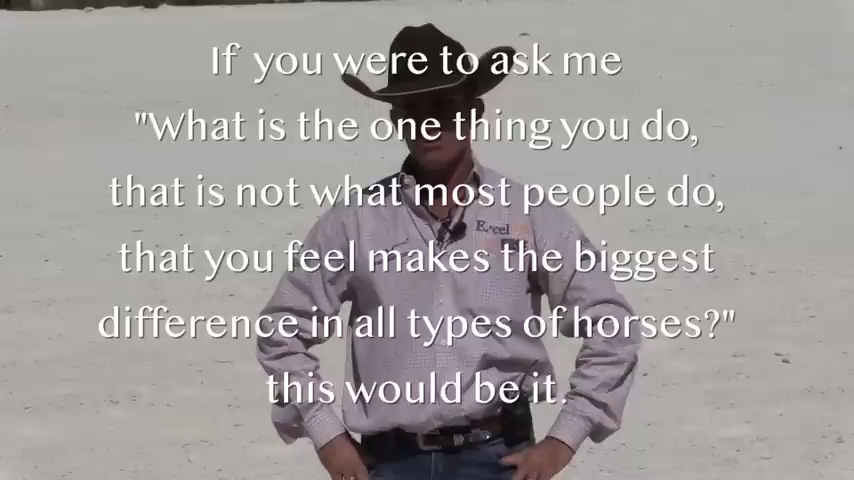 If you were to ask me
"What is the one thing you do,
that is not what most people do,
that you feel makes the biggest
difference in all types of horses?"
this would be it.
Excel